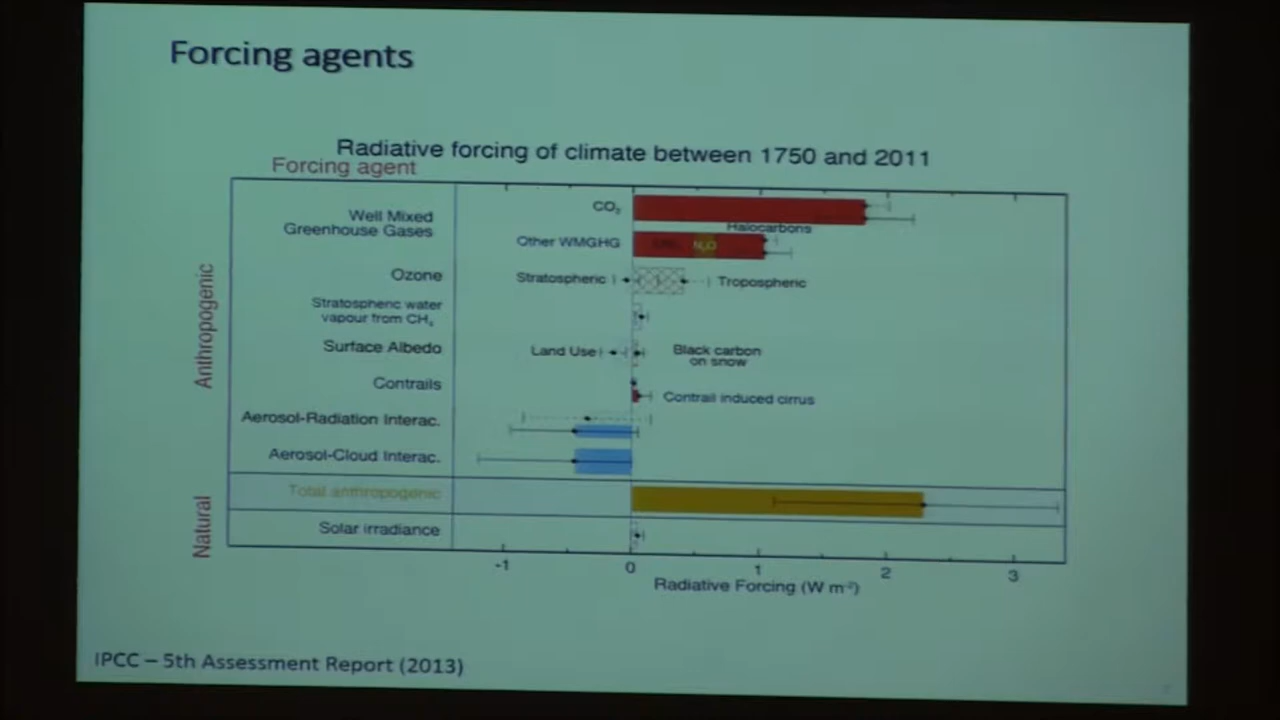 Forcing agents
Radiative forcing of climate between 1750 and 2011
Forcing agent
Anthropogenic
Well Mixed
Greenhouse Gases
CO₂
Halocarbons
Other WMGHG
N₂O
Ozone
Stratospheric
Tropospheric
Stratospheric water
vapour from CH₄
Surface Albedo
Land Use
Black carbon
on snow
Contrails
Contrail induced cirrus
Aerosol-Radiation Interac.
Aerosol-Cloud Interac.
Total anthropogenic
Natural
Solar irradiance
-1 0 1 2 3
Radiative Forcing (W m⁻²)
IPCC – 5th Assessment Report (2013)